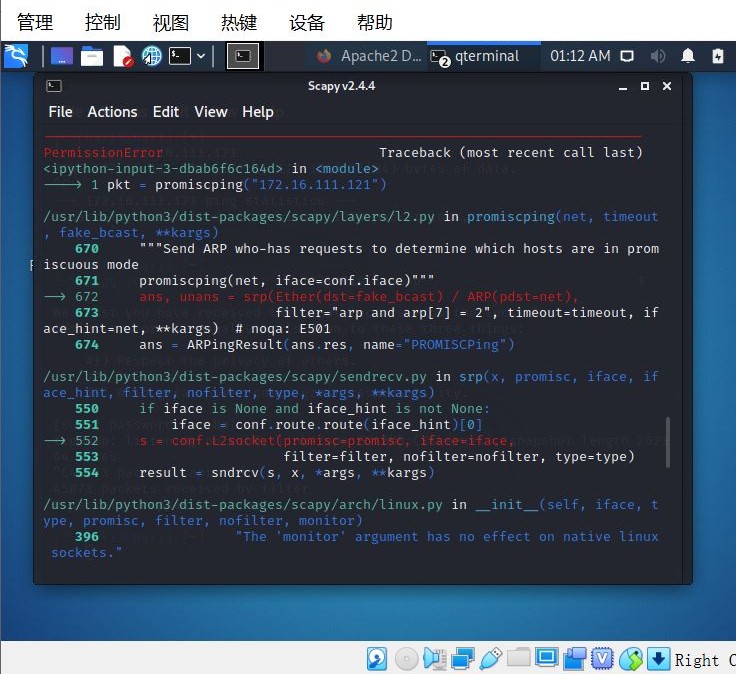 管理 控制 视图 热键 设备 帮助
Apache2 D... 2 qterminal 01:12 AM
Scapy v2.4.4
File Actions Edit View Help
PermissionError Traceback (most recent call last)
<ipython-input-3-dbab6f6c164d> in <module>
----> 1 pkt = promiscping("172.16.111.121")
/usr/lib/python3/dist-packages/scapy/layers/l2.py in promiscping(net, timeout
, fake_bcast, **kargs)
670 """Send ARP who-has requests to determine which hosts are in prom
iscuous mode
671 promiscping(net, iface=conf.iface)"""
--> 672 ans, unans = srp(Ether(dst=fake_bcast) / ARP(pdst=net),
673 filter="arp and arp[7] = 2", timeout=timeout, if
ace_hint=net, **kargs) # noqa: E501
674 ans = ARPingResult(ans.res, name="PROMISCPing")
/usr/lib/python3/dist-packages/scapy/sendrecv.py in srp(x, promisc, iface, if
ace_hint, filter, nofilter, type, *args, **kargs)
550 if iface is None and iface_hint is not None:
551 iface = conf.route.route(iface_hint)[0]
--> 552 s = conf.L2socket(promisc=promisc, iface=iface,
553 filter=filter, nofilter=nofilter, type=type)
554 result = sndrcv(s, x, *args, **kargs)
/usr/lib/python3/dist-packages/scapy/arch/linux.py in __init__(self, iface, t
ype, promisc, filter, nofilter, monitor)
396 "The 'monitor' argument has no effect on native linux
sockets."
Right